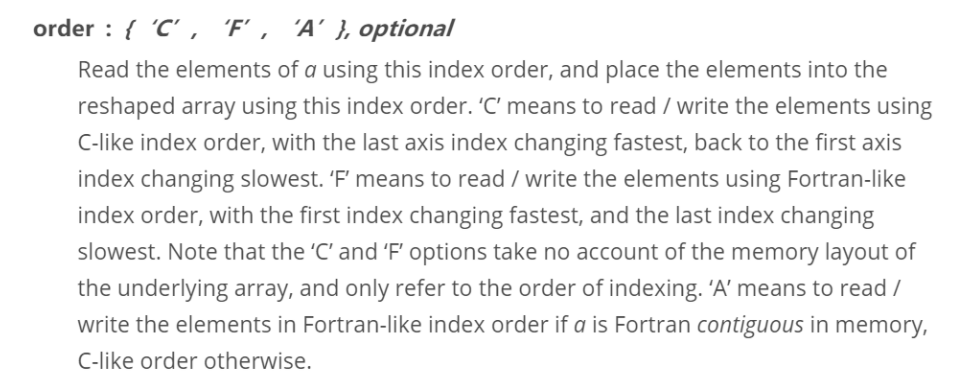 order : { ′C′ , ′F′ , ′A′ }, optional
Read the elements of a using this index order, and place the elements into the
reshaped array using this index order. ‘C’ means to read / write the elements using
C-like index order, with the last axis index changing fastest, back to the first axis
index changing slowest. ‘F’ means to read / write the elements using Fortran-like
index order, with the first index changing fastest, and the last index changing
slowest. Note that the ‘C’ and ‘F’ options take no account of the memory layout of
the underlying array, and only refer to the order of indexing. ‘A’ means to read /
write the elements in Fortran-like index order if a is Fortran contiguous in memory,
C-like order otherwise.